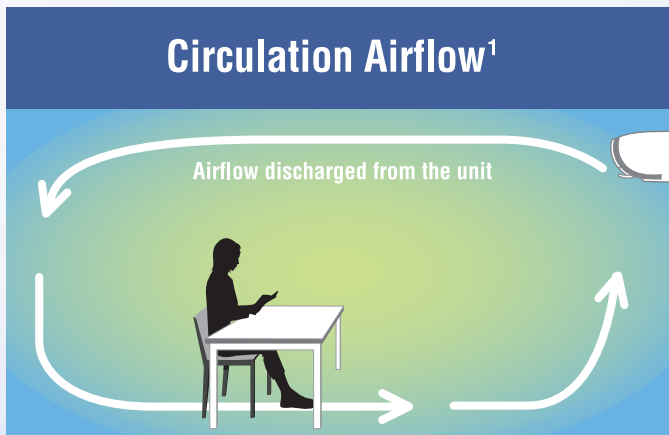 Circulation Airflow¹
Airflow discharged from the unit